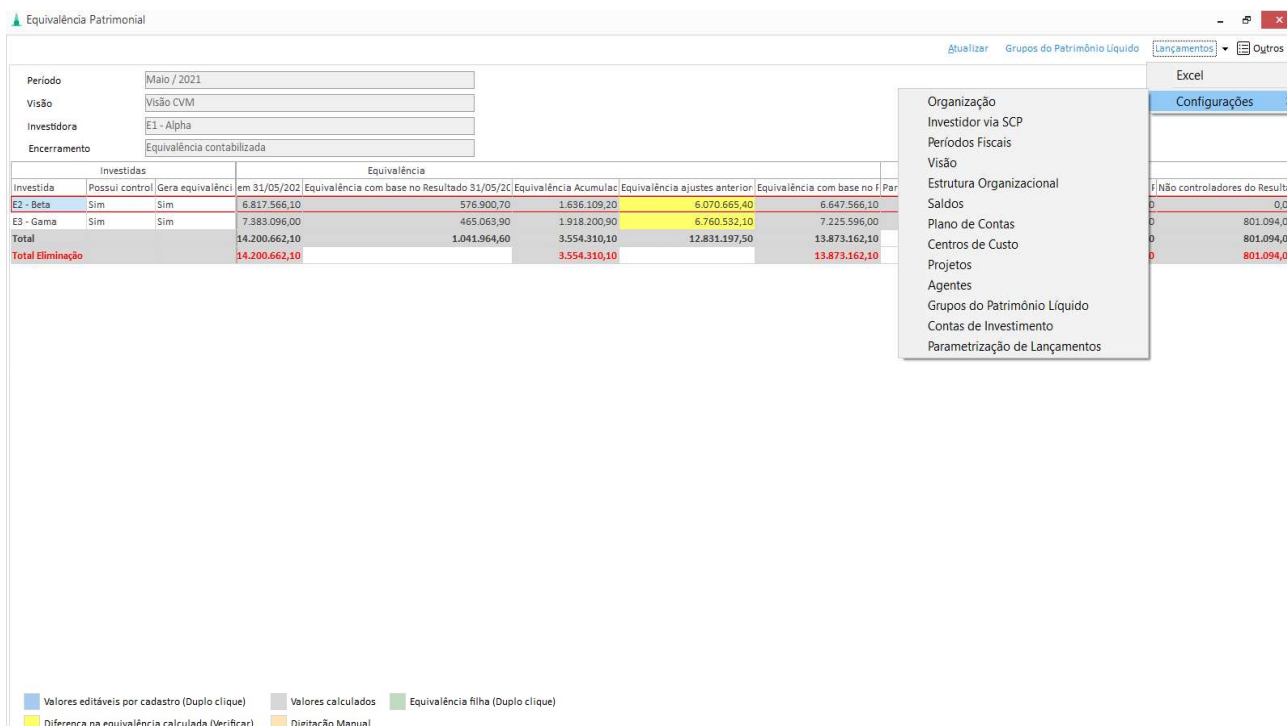 Equivalência Patrimonial
Atualizar Grupos do Patrimônio Líquido Lançamentos Outros
Excel
Configurações
Período Maio / 2021
Visão Visão CVM
Investidora E1 - Alpha
Encerramento Equivalência contabilizada
Organização
Investidor via SCP
Períodos Fiscais
Visão
Estrutura Organizacional
Saldos
Plano de Contas
Centros de Custo
Projetos
Agentes
Grupos do Patrimônio Líquido
Contas de Investimento
Parametrização de Lançamentos
Investidas Equivalência
Investida Possui control Gera equivalênci em 31/05/202 Equivalência com base no Resultado 31/05/2 Equivalência Acumulac Equivalência ajustes anterior Equivalência com base no Par Não controladores do Result
E2 - Beta Sim Sim 6.817.566,10 576.900,70 1.636.109,20 6.070.665,40 6.647.566,10 0 0,0
E3 - Gama Sim Sim 7.383.096,00 465.063,90 1.918.200,90 6.760.532,10 7.225.596,00 0 801.094,0
Total 14.200.662,10 1.041.964,60 3.554.310,10 12.831.197,50 13.873.162,10 0 801.094,0
Total Eliminação 14.200.662,10 3.554.310,10 13.873.162,10 0 801.094,0
Valores editáveis por cadastro (Duplo clique) Valores calculados Equivalência filha (Duplo clique)
Diferença na equivalência calculada (Verificar) Digitação Manual